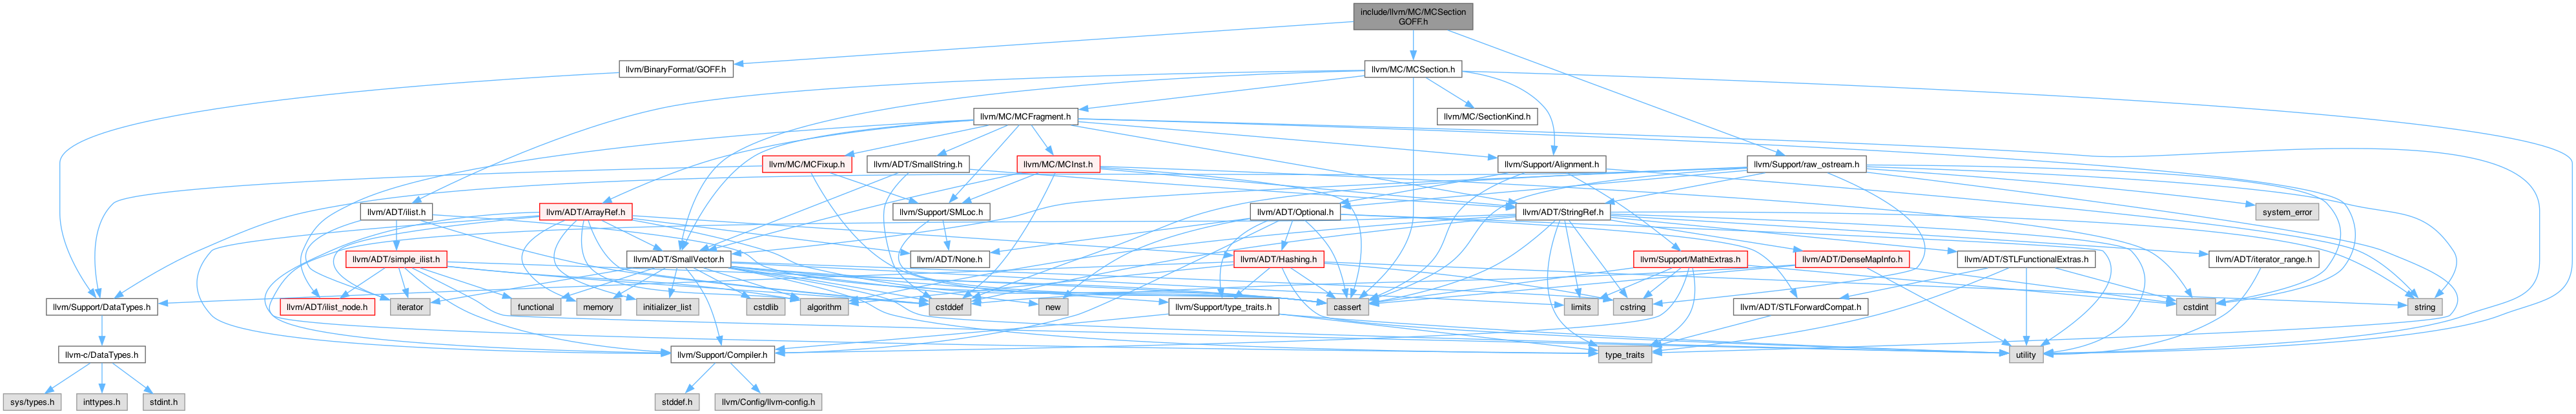 include/llvm/MC/MCSection
GOFF.h
llvm/BinaryFormat/GOFF.h
llvm/MC/MCSection.h
llvm/MC/MCFragment.h
llvm/MC/SectionKind.h
llvm/MC/MCFixup.h
llvm/ADT/SmallString.h
llvm/MC/MCInst.h
llvm/Support/Alignment.h
llvm/Support/raw_ostream.h
llvm/ADT/ilist.h
llvm/ADT/ArrayRef.h
llvm/Support/SMLoc.h
llvm/ADT/Optional.h
llvm/ADT/StringRef.h
system_error
llvm/ADT/simple_ilist.h
llvm/ADT/SmallVector.h
llvm/ADT/None.h
llvm/ADT/Hashing.h
llvm/Support/MathExtras.h
llvm/ADT/DenseMapInfo.h
llvm/ADT/STLFunctionalExtras.h
llvm/ADT/iterator_range.h
llvm/Support/DataTypes.h
llvm/ADT/ilist_node.h
iterator
functional
memory
initializer_list
cstdlib
algorithm
cstddef
new
llvm/Support/type_traits.h
cassert
limits
cstring
llvm/ADT/STLForwardCompat.h
cstdint
string
llvm-c/DataTypes.h
llvm/Support/Compiler.h
type_traits
utility
sys/types.h
inttypes.h
stdint.h
stddef.h
llvm/Config/llvm-config.h